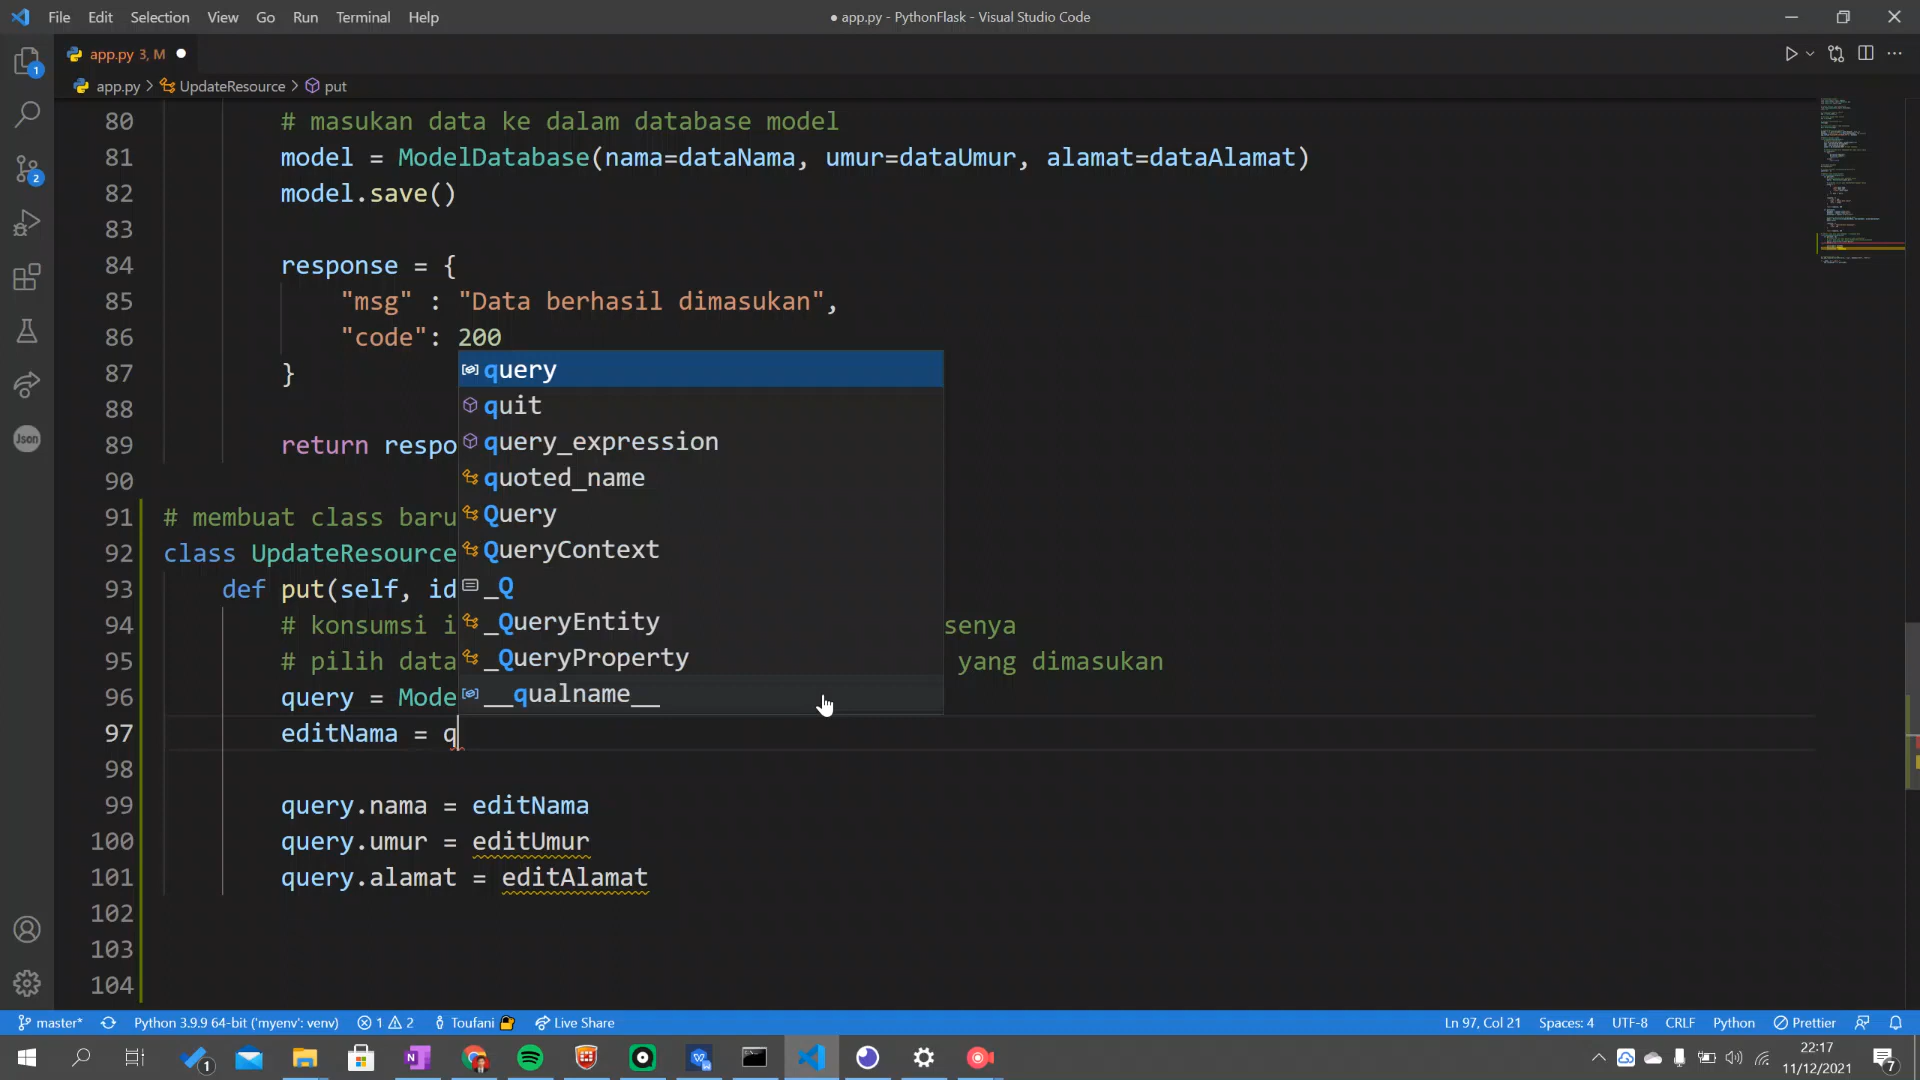 File Edit Selection View Go Run Terminal Help
● app.py - PythonFlask - Visual Studio Code
app.py 3, M ●
app.py > UpdateResource > put
80 # masukan data ke dalam database model
81 model = ModelDatabase(nama=dataNama, umur=dataUmur, alamat=dataAlamat)
82 model.save()
83
84 response = {
85 "msg" : "Data berhasil dimasukan",
86 "code": 200
87 }
88
89 return respo
90
91 # membuat class baru
92 class UpdateResource
93 def put(self, id
94 # konsumsi i senya
95 # pilih data yang dimasukan
96 query = Mode
97 editNama = q
98
99 query.nama = editNama
100 query.umur = editUmur
101 query.alamat = editAlamat
102
103
104
query
quit
query_expression
quoted_name
Query
QueryContext
_Q
_QueryEntity
_QueryProperty
__qualname__
1
2
Json
master* Python 3.9.9 64-bit ('myenv': venv) 1 2 Toufani Live Share
Ln 97, Col 21 Spaces: 4 UTF-8 CRLF Python Prettier
1
N
22:17
11/12/2021
7